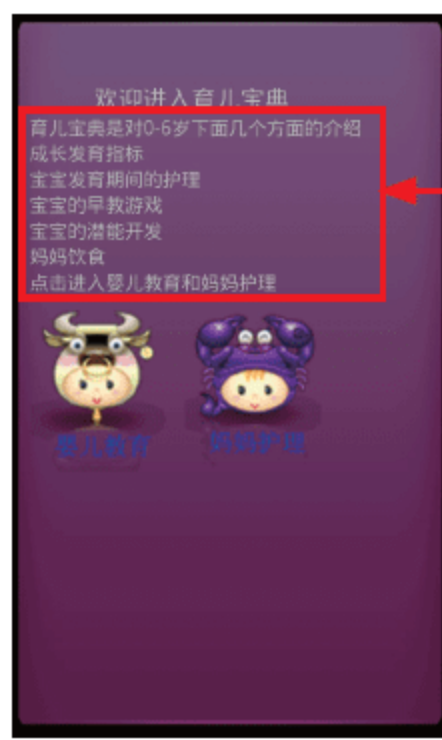 欢迎进入育儿宝典
育儿宝典是对0-6岁下面几个方面的介绍
成长发育指标
宝宝发育期间的护理
宝宝的早教游戏
宝宝的潜能开发
妈妈饮食
点击进入婴儿教育和妈妈护理
婴儿教育 妈妈护理